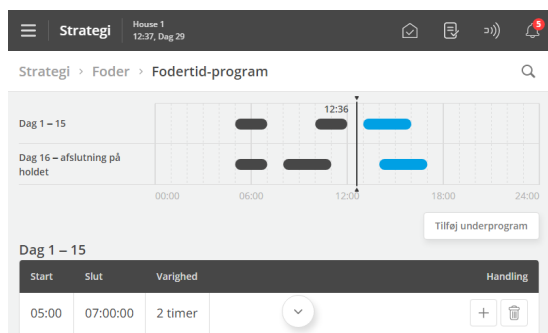 Strategi
House 1
12:37, Dag 29
5
Strategi > Foder > Fodertid-program
12:36
Dag 1 – 15
Dag 16 – afslutning på
holdet
00:00 06:00 12:00 18:00 24:00
Tilføj underprogram
Dag 1 – 15
Start Slut Varighed Handling
05:00 07:00:00 2 timer